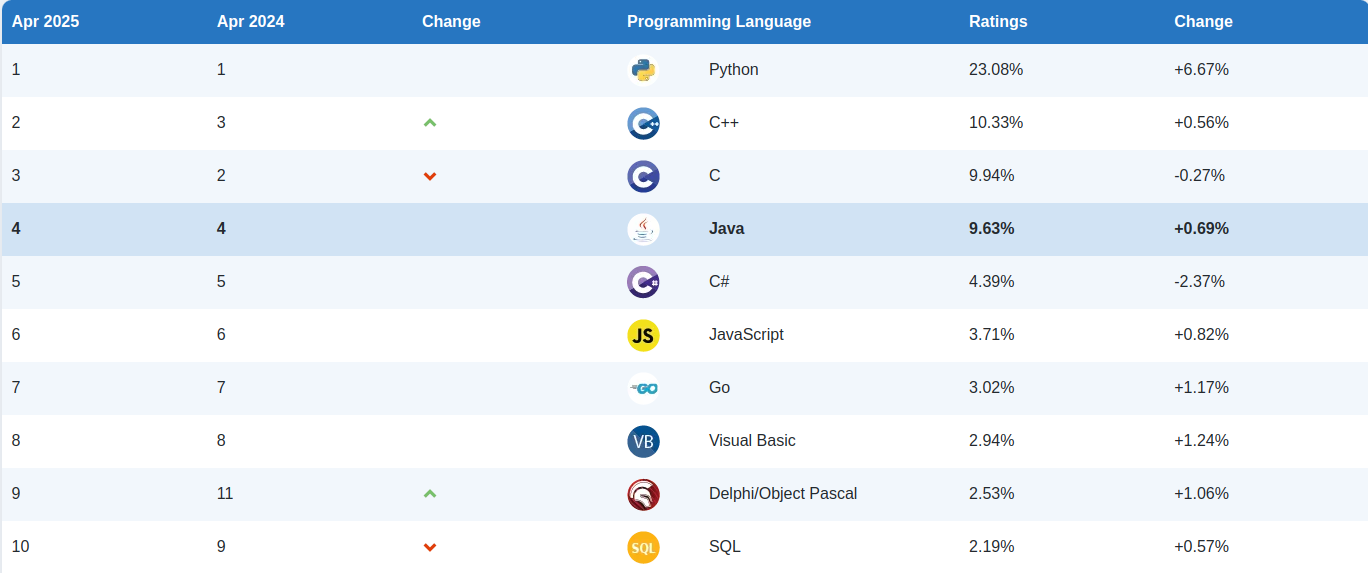 Apr 2025 Apr 2024 Change Programming Language Ratings Change
1 1 Python 23.08% +6.67%
2 3 C++ 10.33% +0.56%
3 2 C 9.94% -0.27%
4 4 Java 9.63% +0.69%
5 5 C# 4.39% -2.37%
6 6 JS JavaScript 3.71% +0.82%
7 7 GO Go 3.02% +1.17%
8 8 VB Visual Basic 2.94% +1.24%
9 11 Delphi/Object Pascal 2.53% +1.06%
10 9 SQL SQL 2.19% +0.57%